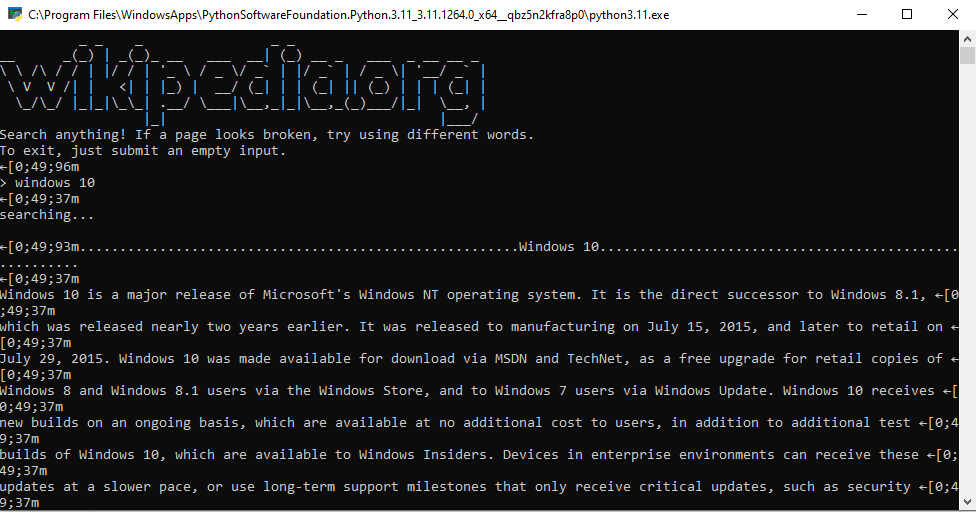 C:\Program Files\WindowsApps\PythonSoftwareFoundation.Python.3.11_3.11.1264.0_x64__qbz5n2kfra8p0\python3.11.exe
wikipedia.org
Search anything! If a page looks broken, try using different words.
To exit, just submit an empty input.
←[0;49;96m
> windows 10
←[0;49;37m
searching...
←[0;49;93m.......................................................Windows 10.............................................
..........
←[0;49;37m
Windows 10 is a major release of Microsoft's Windows NT operating system. It is the direct successor to Windows 8.1, ←[0
;49;37m
which was released nearly two years earlier. It was released to manufacturing on July 15, 2015, and later to retail on ←
[0;49;37m
July 29, 2015. Windows 10 was made available for download via MSDN and TechNet, as a free upgrade for retail copies of ←
[0;49;37m
Windows 8 and Windows 8.1 users via the Windows Store, and to Windows 7 users via Windows Update. Windows 10 receives ←[
0;49;37m
new builds on an ongoing basis, which are available at no additional cost to users, in addition to additional test ←[0;4
9;37m
builds of Windows 10, which are available to Windows Insiders. Devices in enterprise environments can receive these ←[0;
49;37m
updates at a slower pace, or use long-term support milestones that only receive critical updates, such as security ←[0;4
9;37m